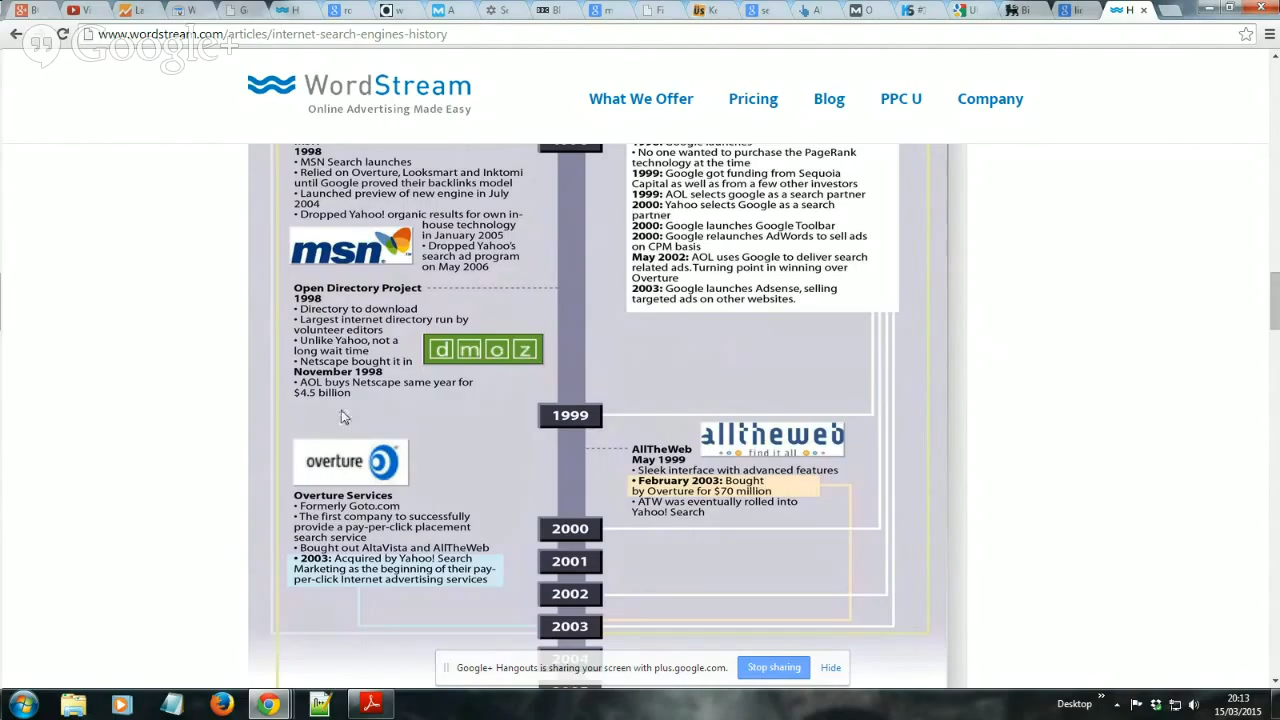 www.wordstream.com/articles/internet-search-engines-history
Google+
WordStream
Online Advertising Made Easy
What We Offer
Pricing
Blog
PPC U
Company
1998
• MSN Search launches
• Relied on Overture, Looksmart and Inktomi
until Google proved their backlinks model
• Launched preview of new engine in July
2004
• Dropped Yahoo! organic results for own in-
house technology
in January 2005
• Dropped Yahoo's
search ad program
on May 2006
msn
Open Directory Project
1998
• Directory to download
• Largest internet directory run by
volunteer editors
• Unlike Yahoo, not a
long wait time
• Netscape bought it in
November 1998
• AOL buys Netscape same year for
$4.5 billion
dmoz
overture
Overture Services
• Formerly Goto.com
• The first company to successfully
provide a pay-per-click placement
search service
• Bought out AltaVista and AllTheWeb
• 2003: Acquired by Yahoo! Search
Marketing as the beginning of their pay-
per-click Internet advertising services
1999
2000
2001
2002
2003
2004
• No one wanted to purchase the PageRank
technology at the time
1999: Google got funding from Sequoia
Capital as well as from a few other investors
1999: AOL selects google as a search partner
2000: Yahoo selects Google as a search
partner
2000: Google launches Google Toolbar
2000: Google relaunches AdWords to sell ads
on CPM basis
May 2002: AOL uses Google to deliver search
related ads. Turning point in winning over
Overture
2003: Google launches Adsense, selling
targeted ads on other websites.
alltheweb
find it all
AllTheWeb
May 1999
• Sleek interface with advanced features
• February 2003: Bought
by Overture for $70 million
• ATW was eventually rolled into
Yahoo! Search
Google+ Hangouts is sharing your screen with plus.google.com.
Stop sharing
Hide
Desktop
20:13
15/03/2015